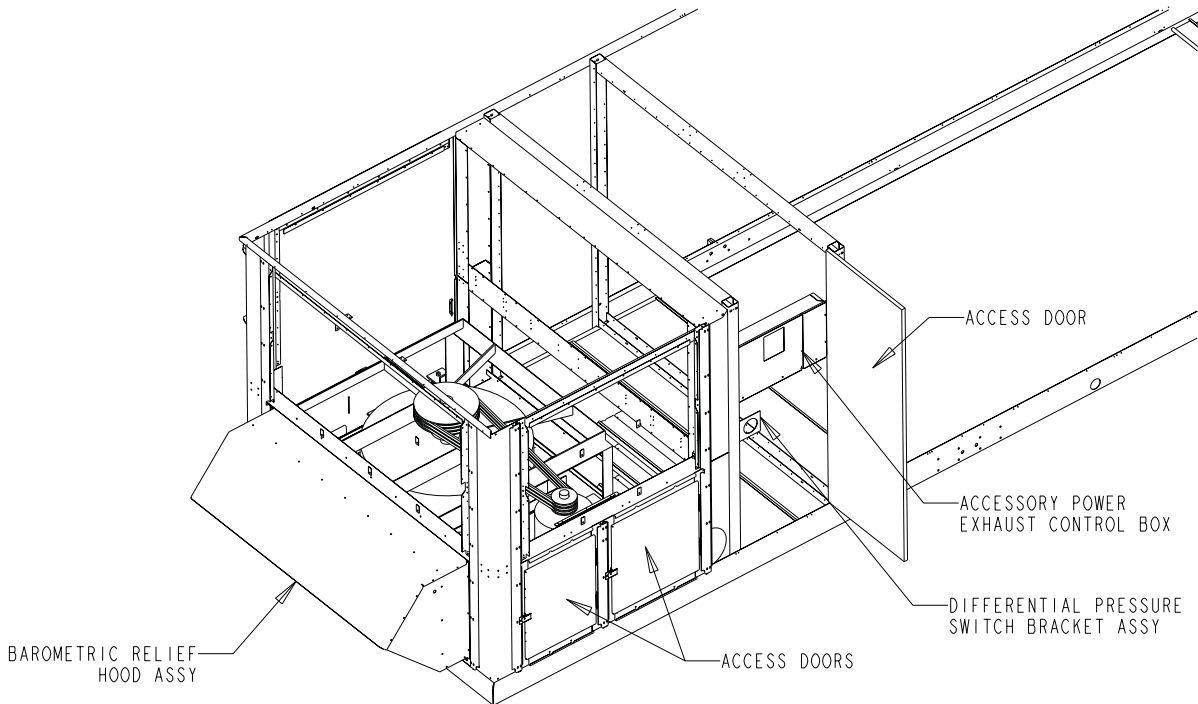 ACCESS DOOR
ACCESSORY POWER
EXHAUST CONTROL BOX
DIFFERENTIAL PRESSURE
SWITCH BRACKET ASSY
BAROMETRIC RELIEF
HOOD ASSY
ACCESS DOORS